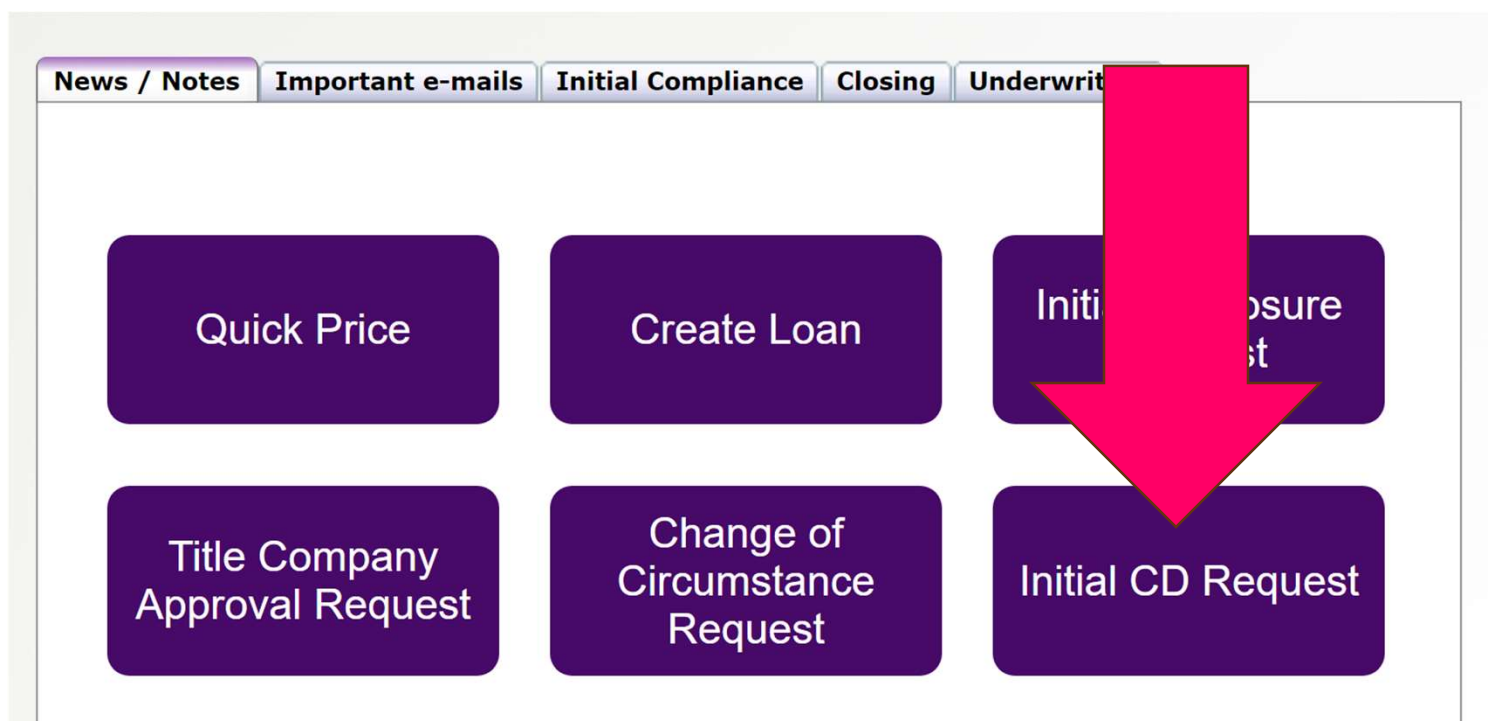 News / Notes
Important e-mails
Initial Compliance
Closing
Quick Price
Create Loan
Title Company
Approval Request
Change of
Circumstance
Request
Initial CD Request